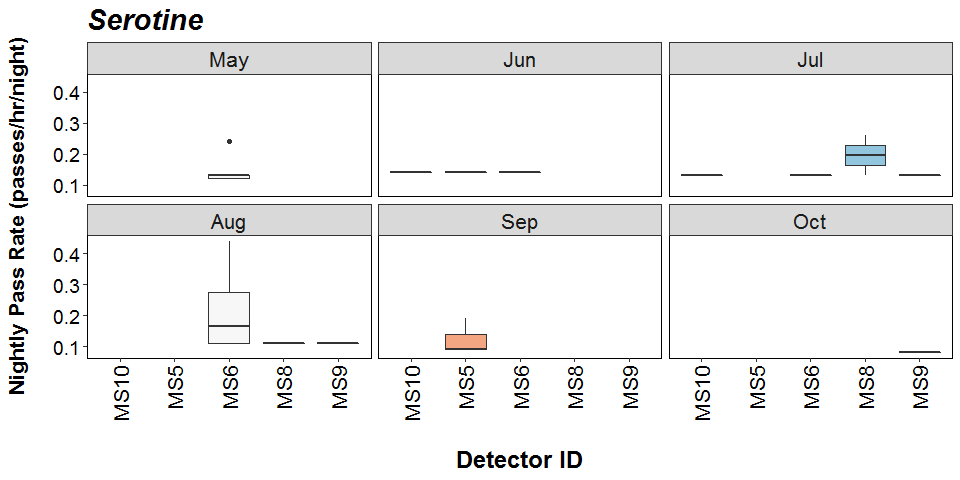 Serotine
Nightly Pass Rate (passes/hr/night)
May Jun Jul
0.4
0.3
0.2
0.1
Aug Sep Oct
0.4
0.3
0.2
0.1
MS10 MS5 MS6 MS8 MS9 MS10 MS5 MS6 MS8 MS9 MS10 MS5 MS6 MS8 MS9
Detector ID